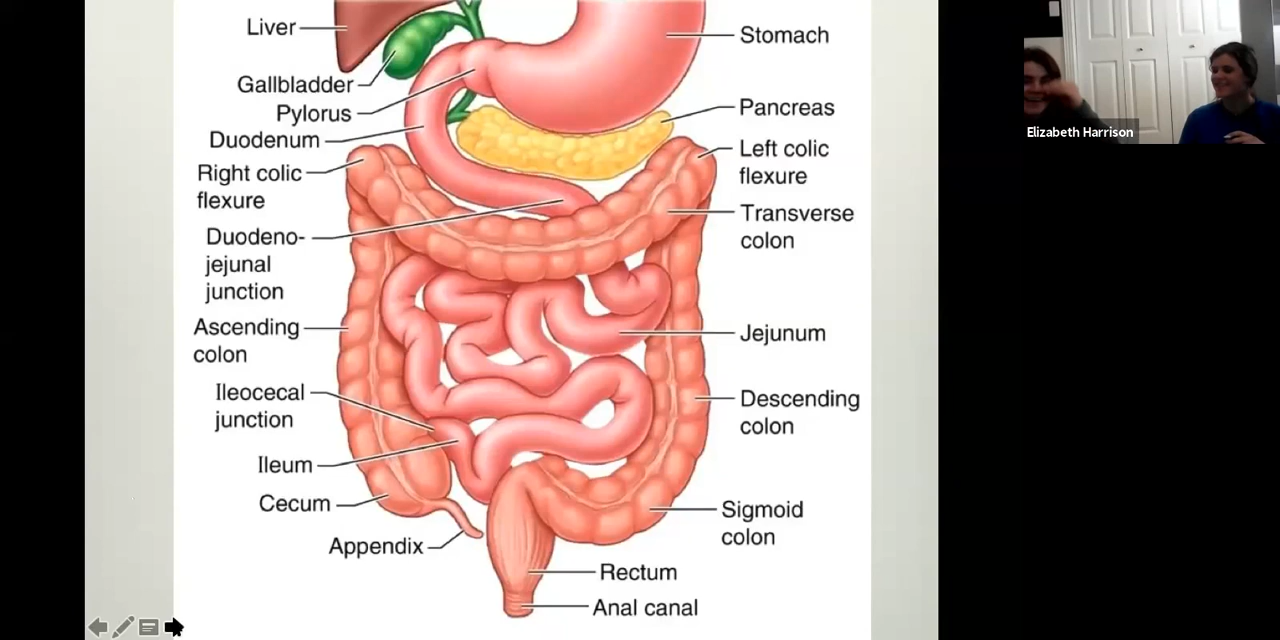 Liver
Gallbladder
Pylorus
Duodenum
Right colic
flexure
Duodeno-
jejunal
junction
Ascending
colon
Ileocecal
junction
Ileum
Cecum
Appendix
Stomach
Pancreas
Left colic
flexure
Transverse
colon
Jejunum
Descending
colon
Sigmoid
colon
Rectum
Anal canal
Elizabeth Harrison